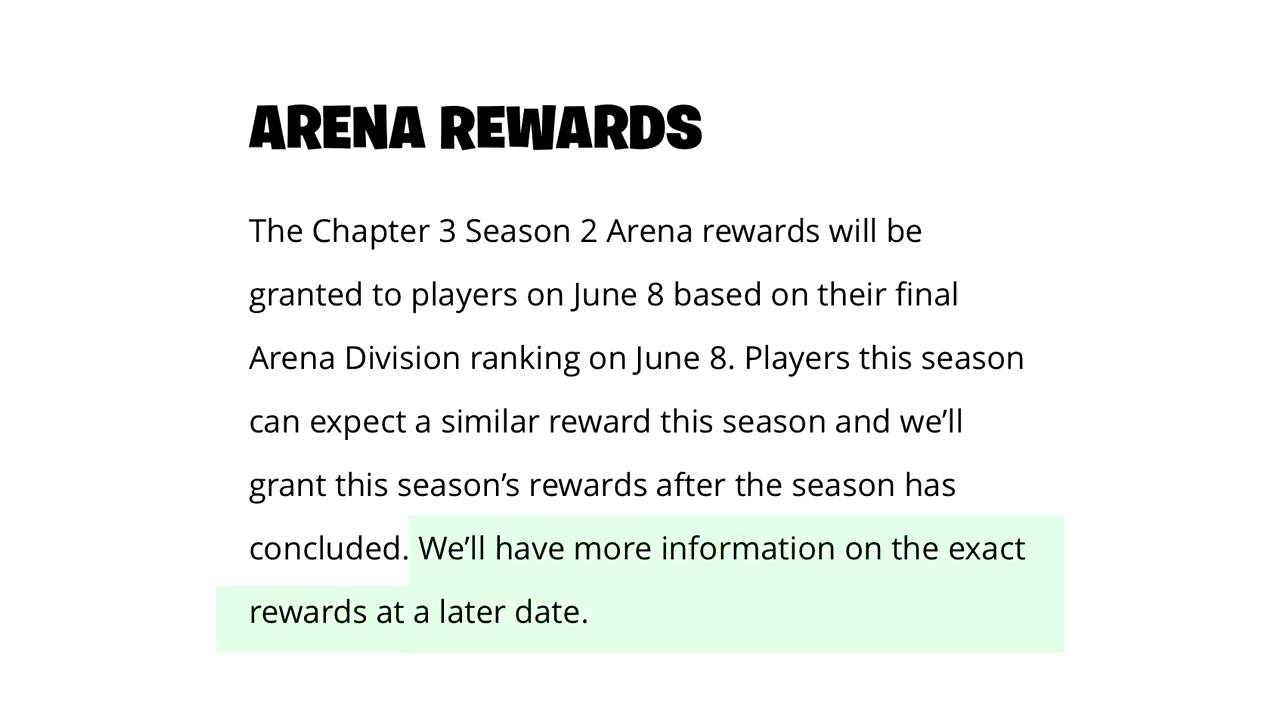 ARENA REWARDS
The Chapter 3 Season 2 Arena rewards will be
granted to players on June 8 based on their final
Arena Division ranking on June 8. Players this season
can expect a similar reward this season and we’ll
grant this season’s rewards after the season has
concluded. We’ll have more information on the exact
rewards at a later date.